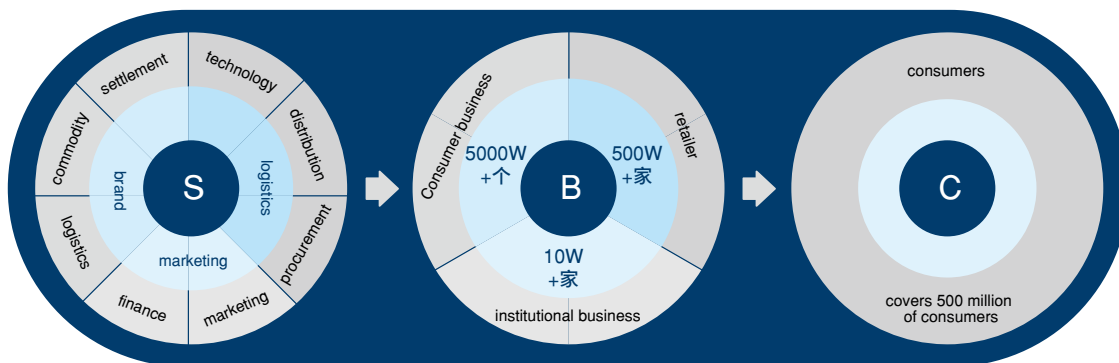 settlement
technology
commodity
distribution
brand
S
logistics
logistics
procurement
marketing
finance
marketing
Consumer business
retailer
5000W
+个
B
500W
+家
10W
+家
institutional business
consumers
C
covers 500 million
of consumers